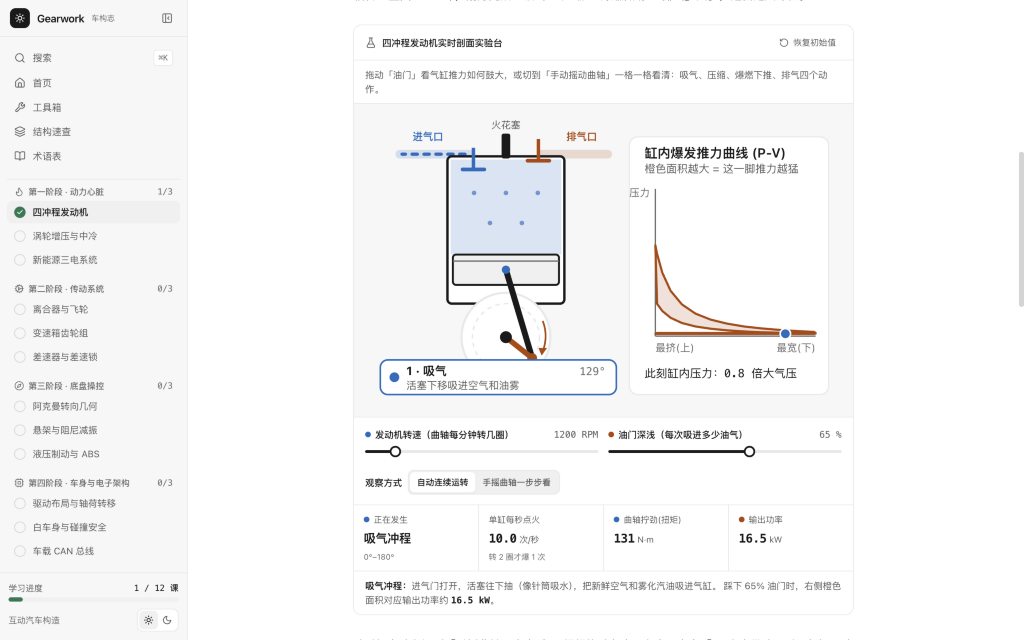 Gearwork 车构志
搜索 ⌘K
首页
工具箱
结构速查
术语表
第一阶段 · 动力心脏 1/3
四冲程发动机
涡轮增压与中冷
新能源三电系统
第二阶段 · 传动系统 0/3
离合器与飞轮
变速箱齿轮组
差速器与差速锁
第三阶段 · 底盘操控 0/3
阿克曼转向几何
悬架与阻尼减振
液压制动与 ABS
第四阶段 · 车身与电子架构 0/3
驱动布局与轴荷转移
白车身与碰撞安全
车载 CAN 总线
学习进度 1 / 12 课
互动汽车构造
四冲程发动机实时剖面实验台
恢复初始值
拖动「油门」看气缸推力如何鼓大，或切到「手动摇动曲轴」一格一格看清：吸气、压缩、爆燃下推、排气四个动
作。
进气口
火花塞
排气口
1 · 吸气 129°
活塞下移吸进空气和油雾
缸内爆发推力曲线 (P-V)
橙色面积越大 = 这一脚推力越猛
压力
最挤(上) 最宽(下)
此刻缸内压力：0.8 倍大气压
发动机转速（曲轴每分钟转几圈） 1200 RPM
油门深浅（每次吸进多少油气） 65 %
观察方式 自动连续运转 手摇曲轴一步步看
正在发生
吸气冲程
0°–180°
单缸每秒点火
10.0 次/秒
转 2 圈才爆 1 次
曲轴拧劲(扭矩)
131 N·m
输出功率
16.5 kW
吸气冲程：进气门打开，活塞往下抽（像针筒吸水），把新鲜空气和雾化汽油吸进气缸。 踩下 65% 油门时，右侧橙色
面积对应输出功率约 16.5 kW。